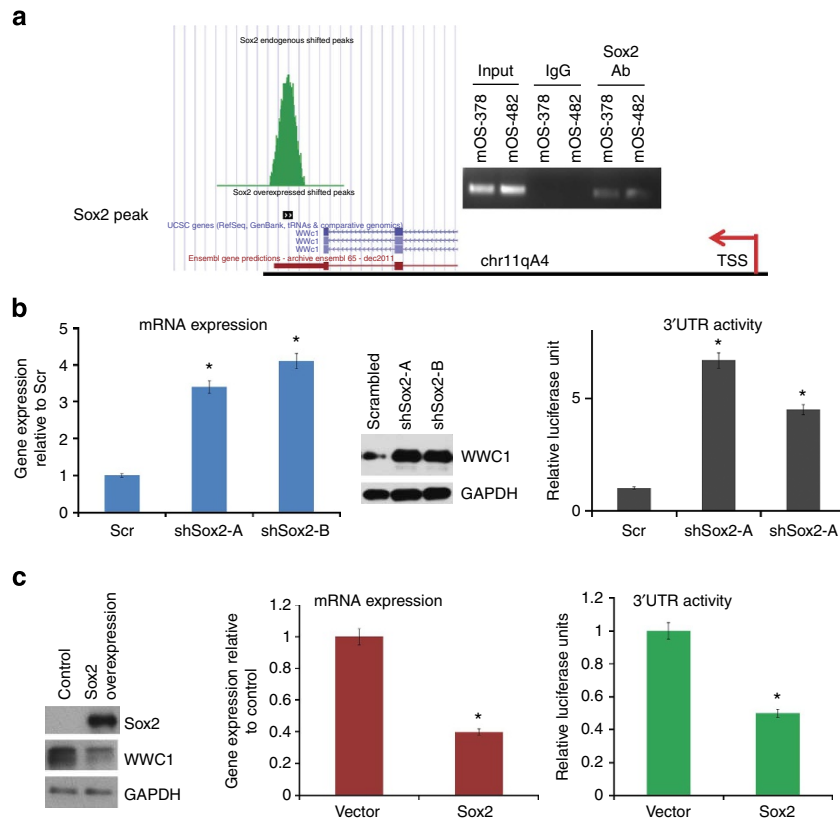 a
Sox2 endogenous shifted peaks
Sox2 overexpressed shifted peaks
Sox2 peak
UCSC genes (RefSeq, GenBank, tRNAs & comparative genomics)
WWc1
WWc1
WWc1
Ensembl gene predictions - archive ensembl 65 - dec2011
Input
IgG
Sox2
Ab
mOS-378
mOS-482
mOS-378
mOS-482
mOS-378
mOS-482
chr11qA4
TSS
b
mRNA expression
Gene expression
relative to Scr
5
4
3
2
1
0
*
*
Scr
shSox2-A
shSox2-B
Scrambled
shSox2-A
shSox2-B
WWC1
GAPDH
3′UTR activity
Relative luciferase unit
5
0
*
*
Scr
shSox2-A
shSox2-A
c
Control
Sox2
overexpression
Sox2
WWC1
GAPDH
mRNA expression
Gene expression relative
to control
1.2
1
0.8
0.6
0.4
0.2
0
*
Vector
Sox2
3′UTR activity
Relative luciferase units
1.2
1
0.8
0.6
0.4
0.2
0
*
Vector
Sox2